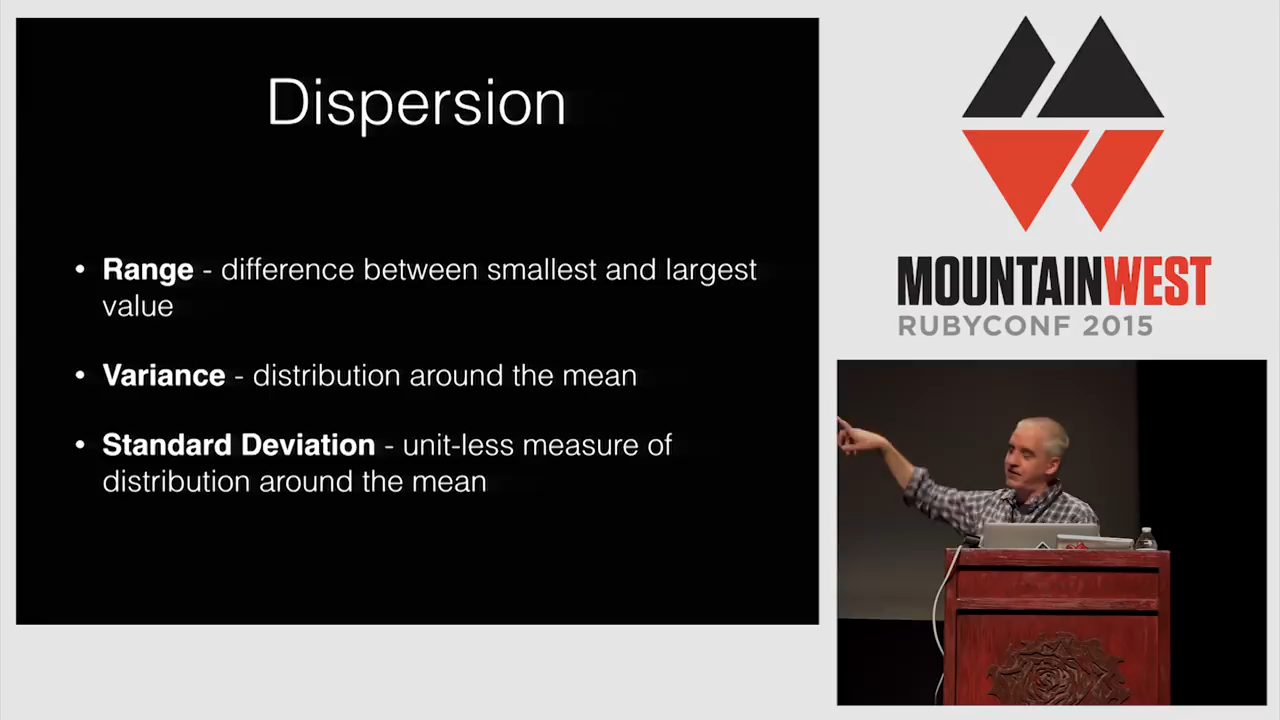 Dispersion
• Range - difference between smallest and largest
value
• Variance - distribution around the mean
• Standard Deviation - unit-less measure of
distribution around the mean
MOUNTAINWEST
RUBYCONF 2015